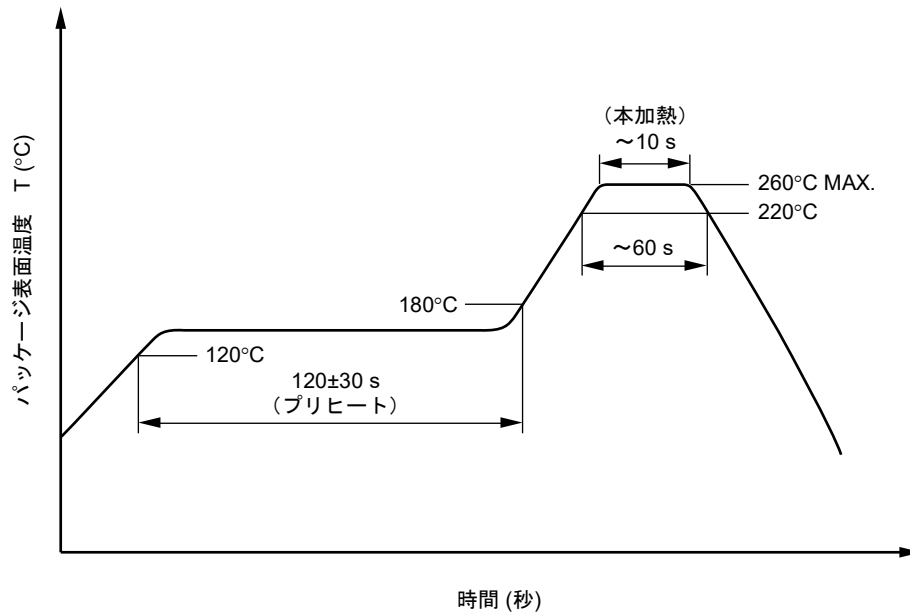 （本加熱）
～10 s
260°C MAX.
220°C
～60 s
180°C
120°C
120±30 s
（プリヒート）
パッケージ表面温度 T (°C)
時間 (秒)